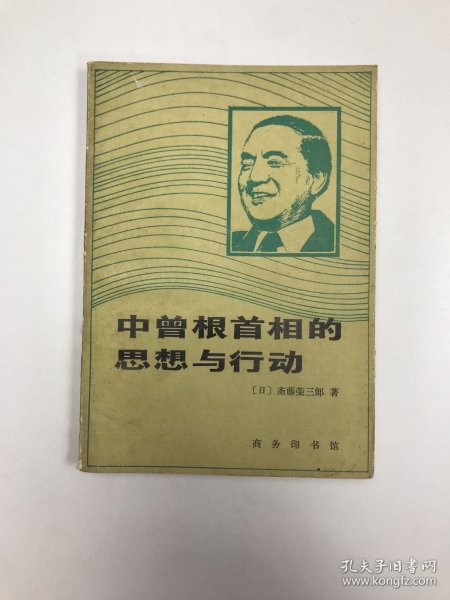 中曾根首相的
思想与行动
〔日〕斋藤荣三郎 著
商务印书馆
孔夫子旧书网
www.kongfz.com